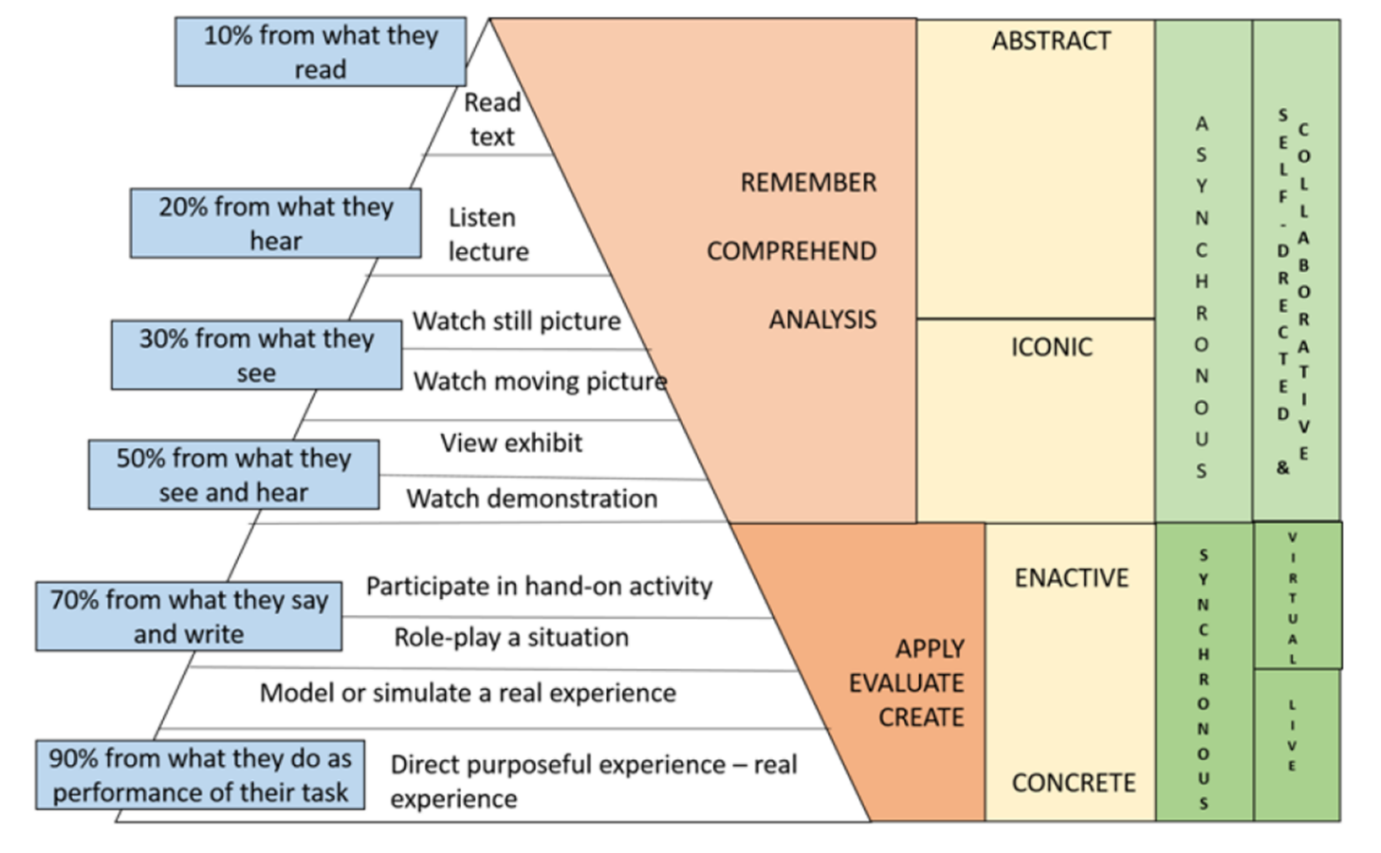 10% from what they
read
Read
text
20% from what they
hear
Listen
lecture
30% from what they
see
Watch still picture
Watch moving picture
50% from what they
see and hear
View exhibit
Watch demonstration
70% from what they say
and write
Participate in hand-on activity
Role-play a situation
Model or simulate a real experience
90% from what they do as
performance of their task
Direct purposeful experience – real
experience
REMEMBER
COMPREHEND
ANALYSIS
APPLY
EVALUATE
CREATE
ABSTRACT
ICONIC
ENACTIVE
CONCRETE
ASYNCHRONOUS
SYNCHRONOUS
SELF-DRECTED &
COLLABORATIVE
VIRTUAL
LIVE